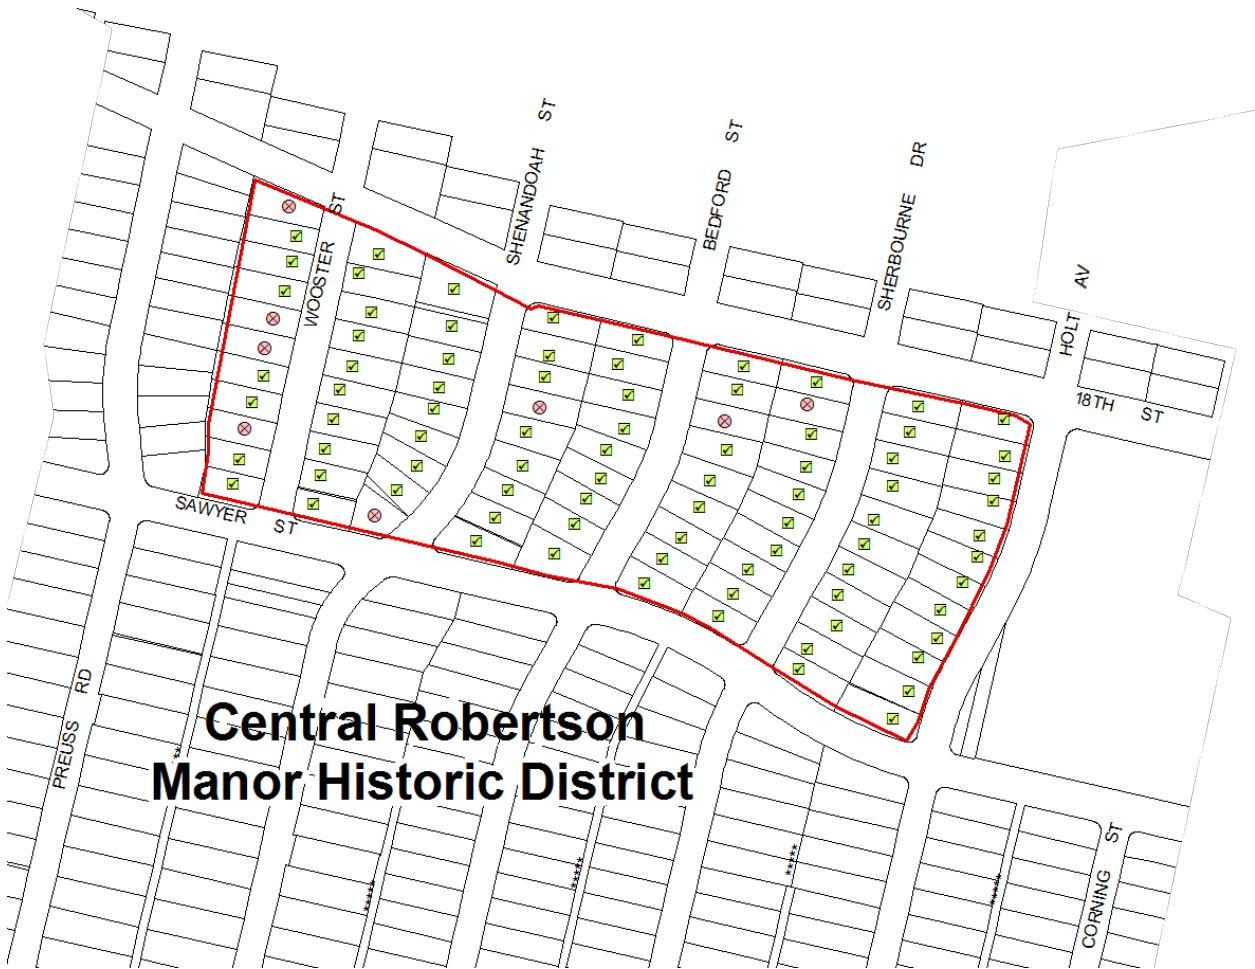 SHENANDOAH ST
BEDFORD ST
SHERBOURNE DR
WOOSTER ST
HOLT AV
18TH ST
SAWYER ST
PREUSS RD
Central Robertson
Manor Historic District
**
*****
*****
*****
*****
CORNING ST